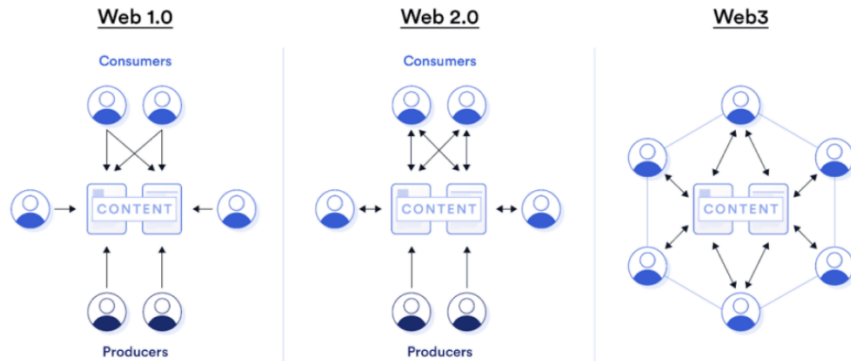 Web 1.0
Consumers
CONTENT
Producers
Web 2.0
Consumers
CONTENT
Producers
Web3
CONTENT